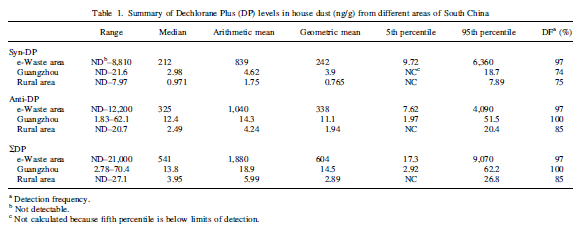 Table 1. Summary of Dechlorane Plus (DP) levels in house dust (ng/g) from different areas of South China
Range Median Arithmetic mean Geometric mean 5th percentile 95th percentile DFa (%)
Syn-DP
e-Waste area NDb–8,810 212 839 242 9.72 6,360 97
Guangzhou ND–21.6 2.98 4.62 3.9 NCc 18.7 74
Rural area ND–7.97 0.971 1.75 0.765 NC 7.89 55
Anti-DP
e-Waste area ND–12,200 325 1,040 338 7.62 4,090 97
Guangzhou 1.83–62.1 12.4 14.3 11.1 1.97 51.5 100
Rural area ND–20.7 2.49 4.24 1.94 NC 20.4 85
ΣDP
e-Waste area ND–21,000 541 1,880 604 17.3 9,070 97
Guangzhou 2.78–70.4 13.8 18.9 14.5 2.92 62.2 100
Rural area ND–27.1 3.95 5.99 2.89 NC 26.8 85
a Detection frequency.
b Not detectable.
c Not calculated because fifth percentile is below limits of detection.